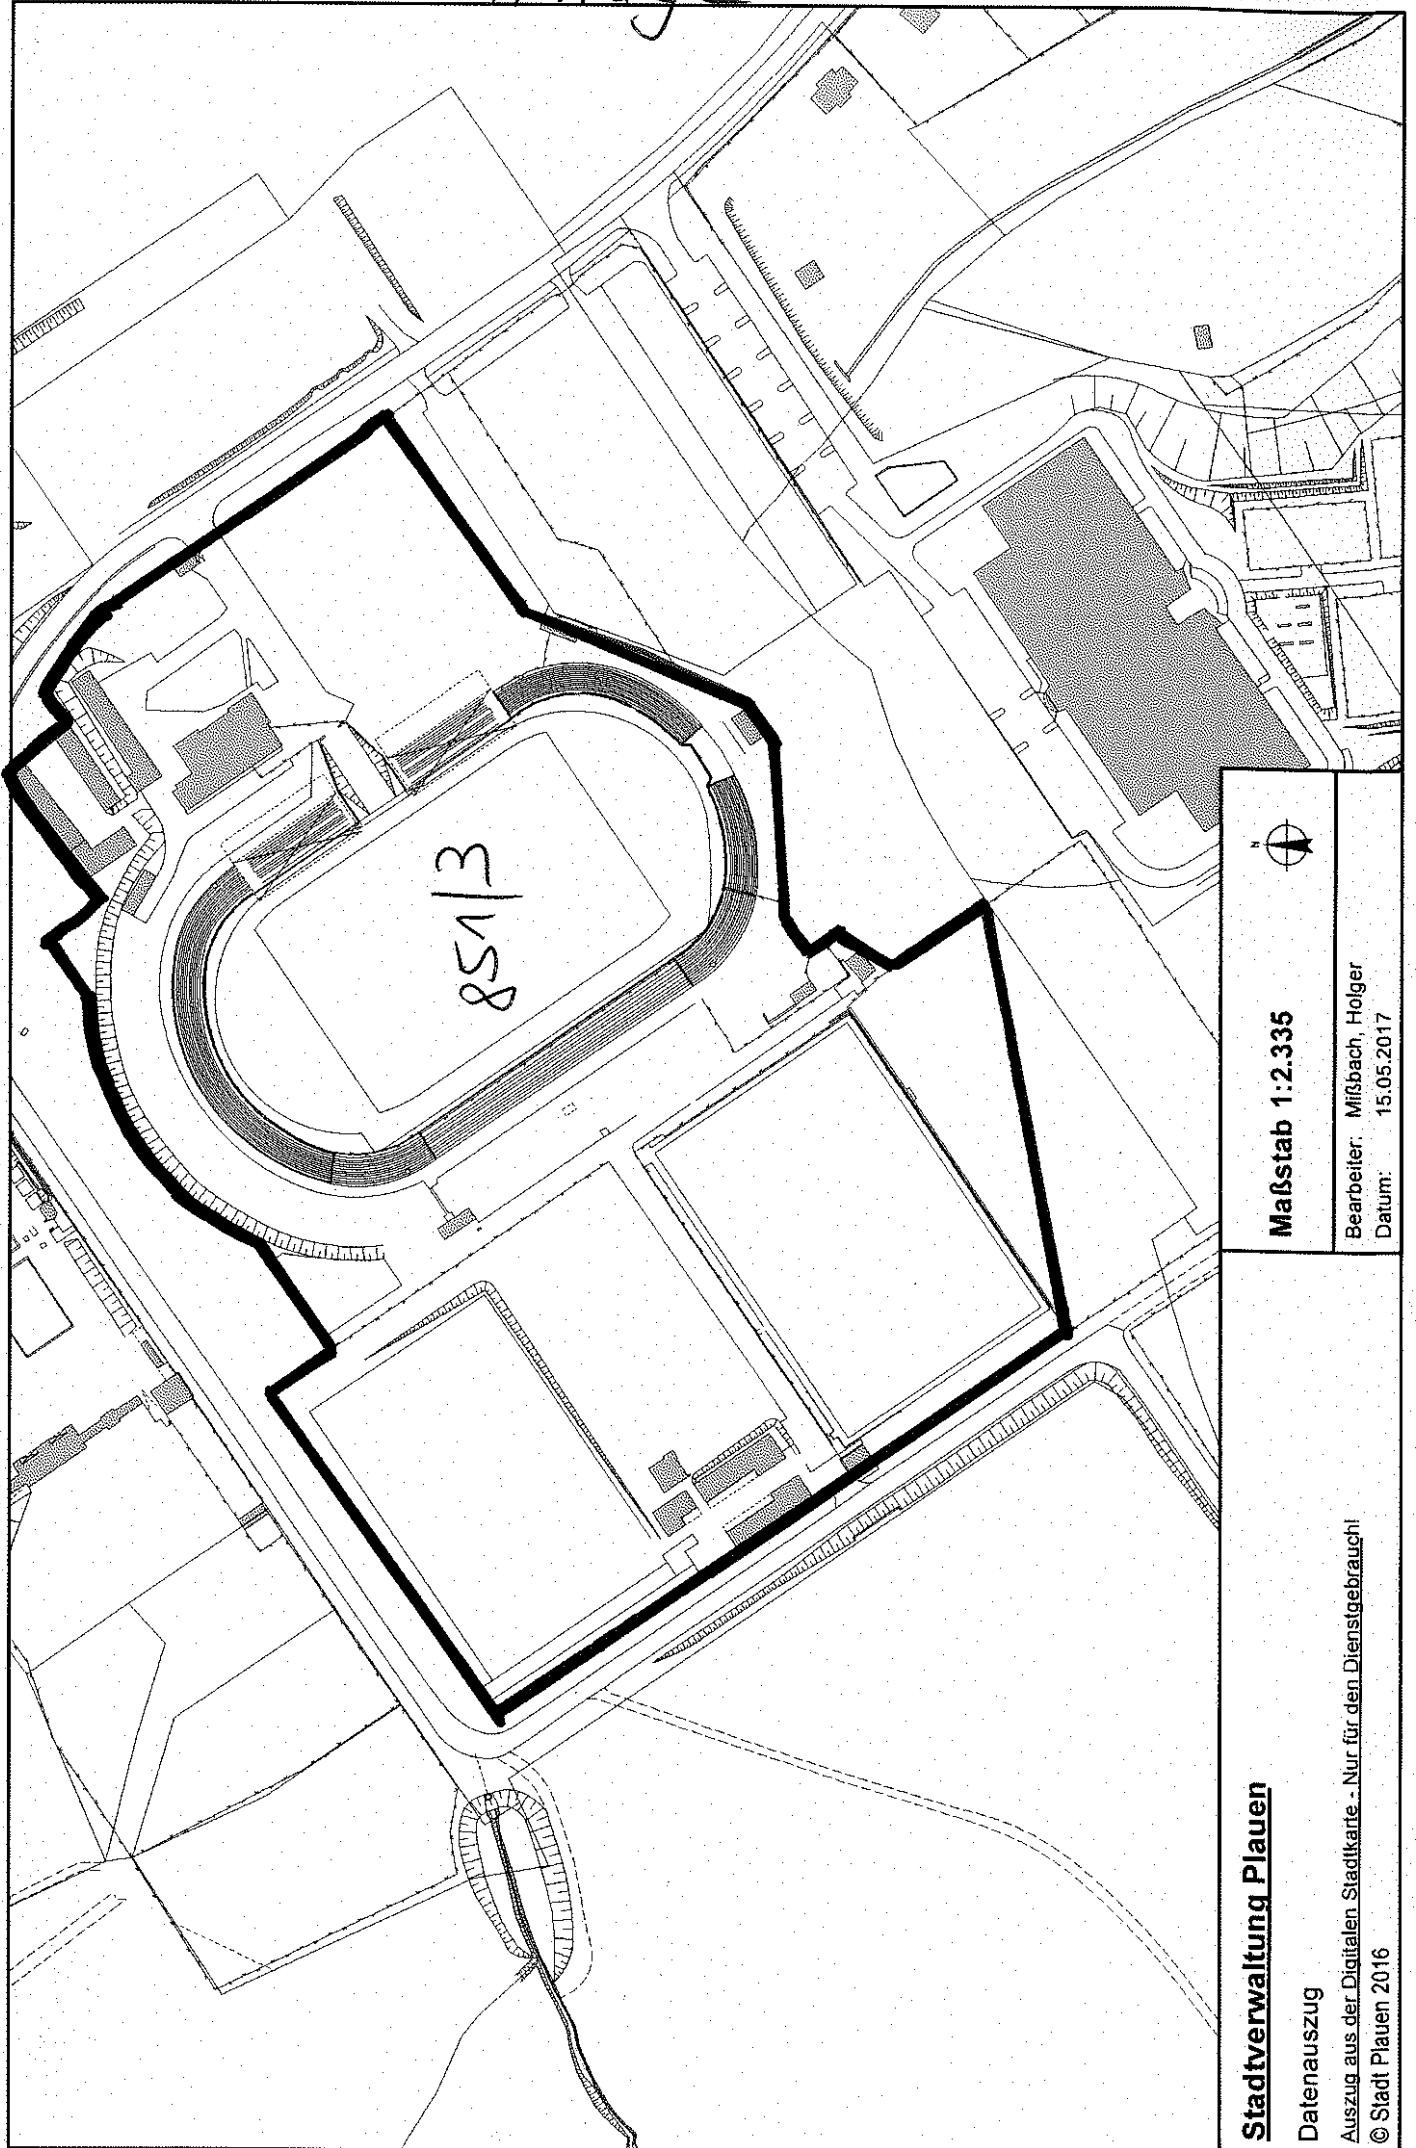 851/3
N
Stadtverwaltung Plauen
Datenauszug
Auszug aus der Digitalen Stadtkarte - Nur für den Dienstgebrauch!
© Stadt Plauen 2016
Maßstab 1:2.335
Bearbeiter: Mißbach, Holger
Datum: 15.05.2017